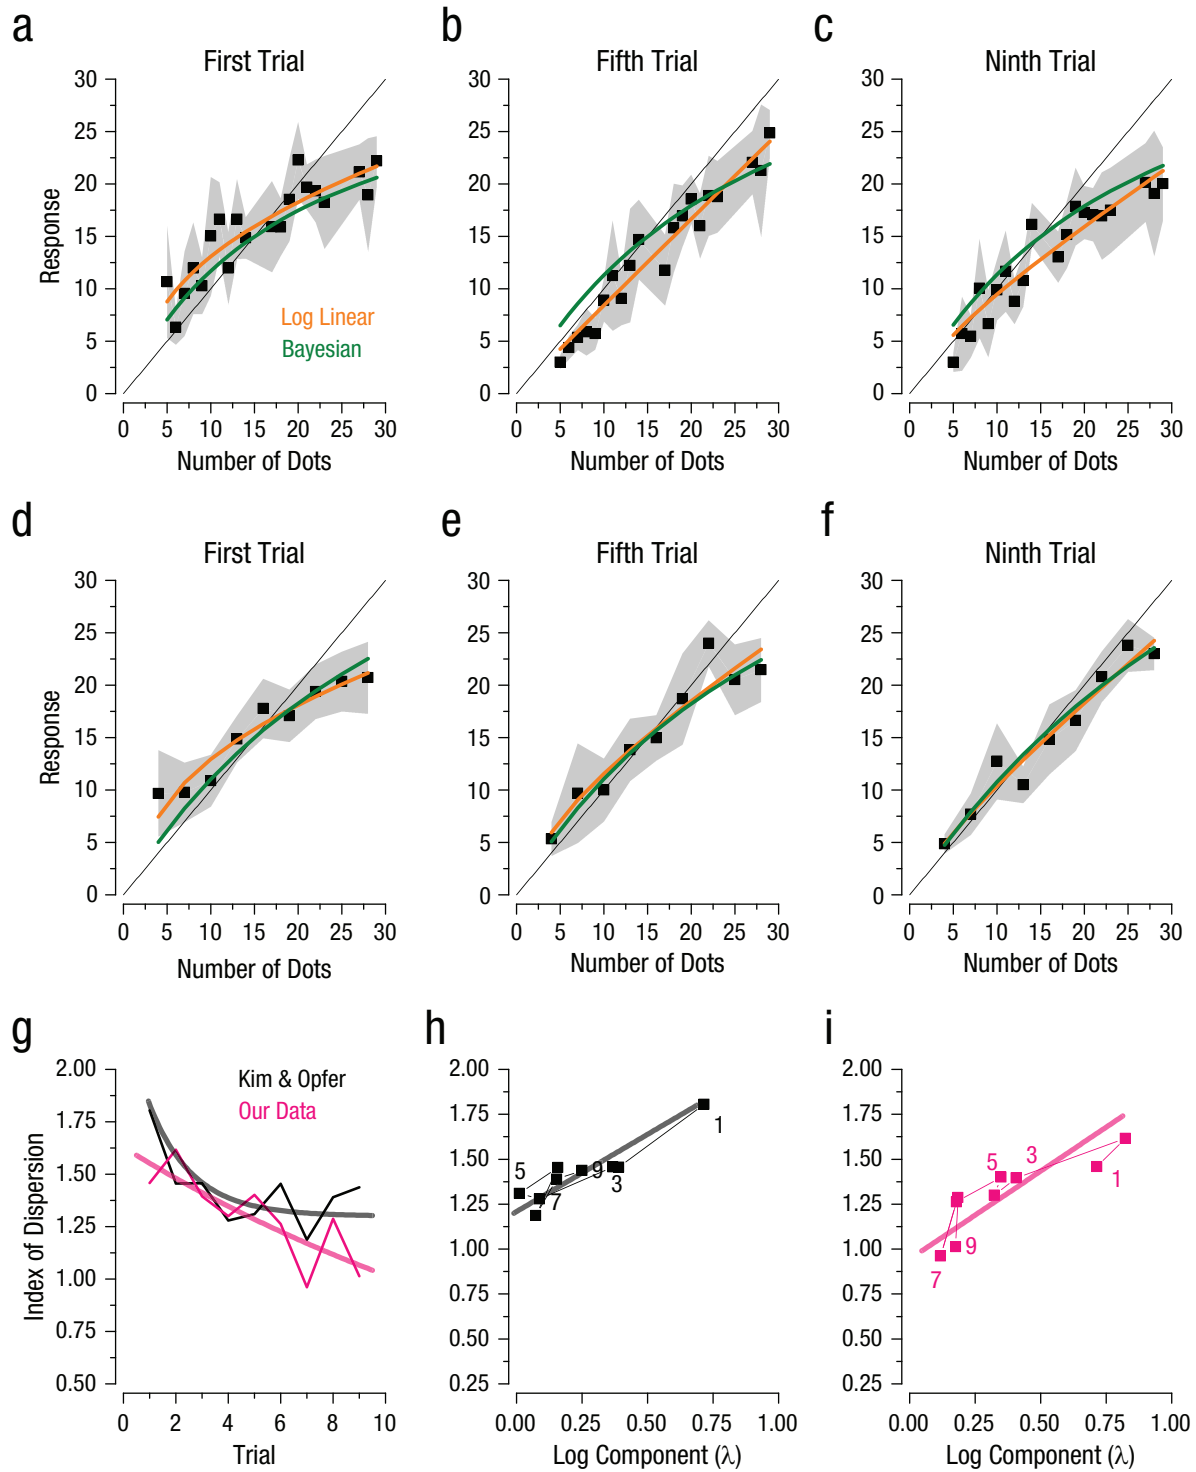 a
b
c
First Trial
Fifth Trial
Ninth Trial
30
25
20
15
10
5
0
Response
Log Linear
Bayesian
0 5 10 15 20 25 30
Number of Dots
30
25
20
15
10
5
0
0 5 10 15 20 25 30
Number of Dots
30
25
20
15
10
5
0
0 5 10 15 20 25 30
Number of Dots
d
e
f
First Trial
Fifth Trial
Ninth Trial
30
25
20
15
10
5
0
Response
0 5 10 15 20 25 30
Number of Dots
30
25
20
15
10
5
0
0 5 10 15 20 25 30
Number of Dots
30
25
20
15
10
5
0
0 5 10 15 20 25 30
Number of Dots
g
h
i
2.00
1.75
1.50
1.25
1.00
0.75
0.50
Index of Dispersion
Kim & Opfer
Our Data
0 2 4 6 8 10
Trial
2.00
1.75
1.50
1.25
1.00
0.75
0.50
0.25
1
5
9
3
7
0.00 0.25 0.50 0.75 1.00
Log Component (λ)
2.00
1.75
1.50
1.25
1.00
0.75
0.50
0.25
5
3
1
9
7
0.00 0.25 0.50 0.75 1.00
Log Component (λ)